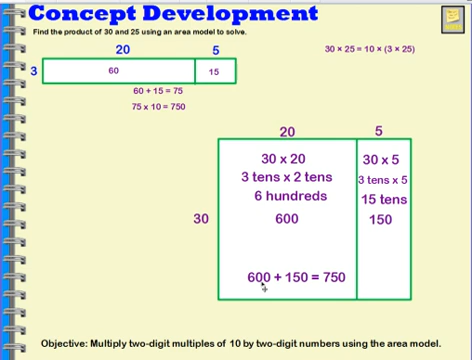 Concept Development
Find the product of 30 and 25 using an area model to solve.
20 5
30 × 25 = 10 × (3 × 25)
3 60 15
60 + 15 = 75
75 x 10 = 750
20 5
30 x 20 30 x 5
3 tens x 2 tens 3 tens x 5
6 hundreds 15 tens
30 600 150
600 + 150 = 750
Objective: Multiply two-digit multiples of 10 by two-digit numbers using the area model.